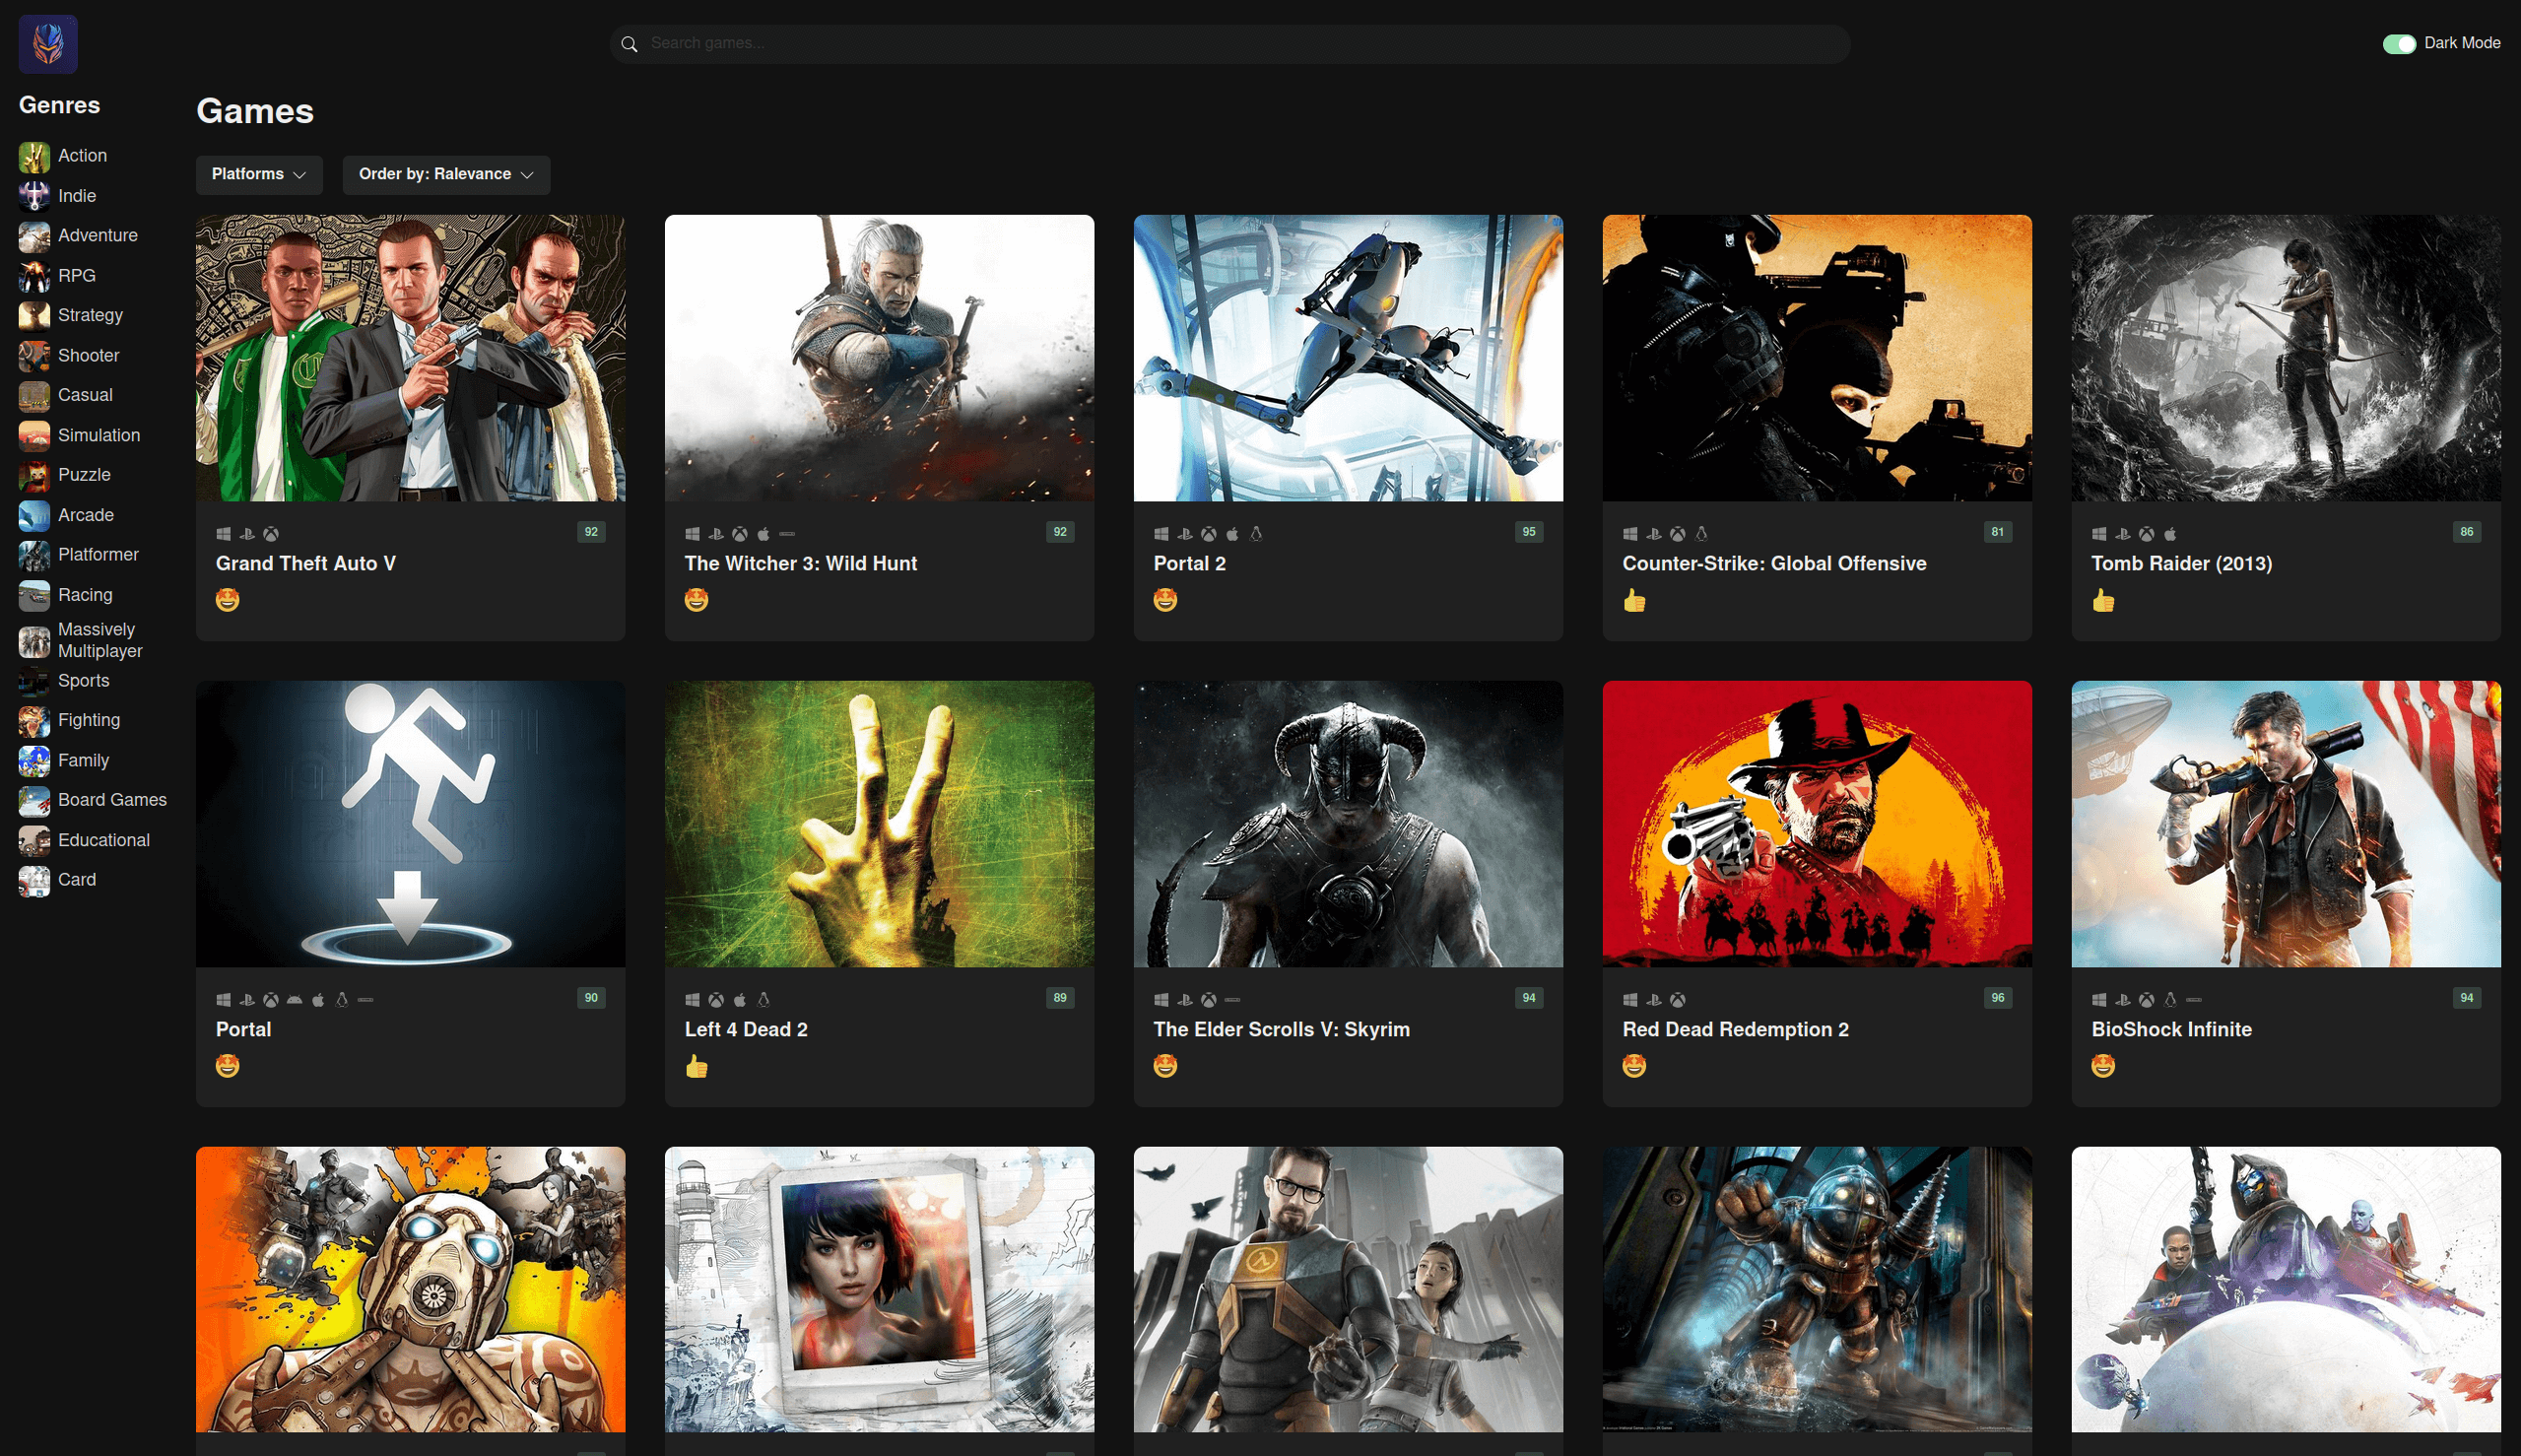 Search games...
Dark Mode
Genres
Action
Indie
Adventure
RPG
Strategy
Shooter
Casual
Simulation
Puzzle
Arcade
Platformer
Racing
Massively
Multiplayer
Sports
Fighting
Family
Board Games
Educational
Card
Games
Platforms
Order by: Ralevance
92
Grand Theft Auto V
92
The Witcher 3: Wild Hunt
95
Portal 2
81
Counter-Strike: Global Offensive
86
Tomb Raider (2013)
90
Portal
89
Left 4 Dead 2
94
The Elder Scrolls V: Skyrim
96
Red Dead Redemption 2
94
BioShock Infinite